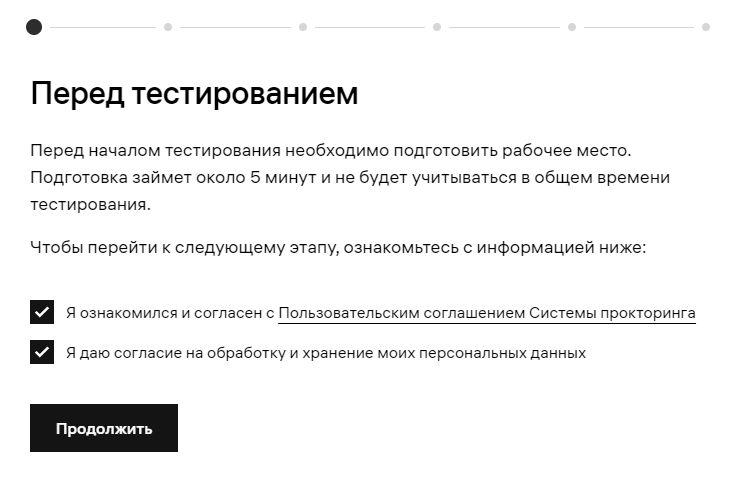 Перед тестированием
Перед началом тестирования необходимо подготовить рабочее место.
Подготовка займет около 5 минут и не будет учитываться в общем времени
тестирования.
Чтобы перейти к следующему этапу, ознакомьтесь с информацией ниже:
Я ознакомился и согласен с Пользовательским соглашением Системы прокторинга
Я даю согласие на обработку и хранение моих персональных данных
Продолжить